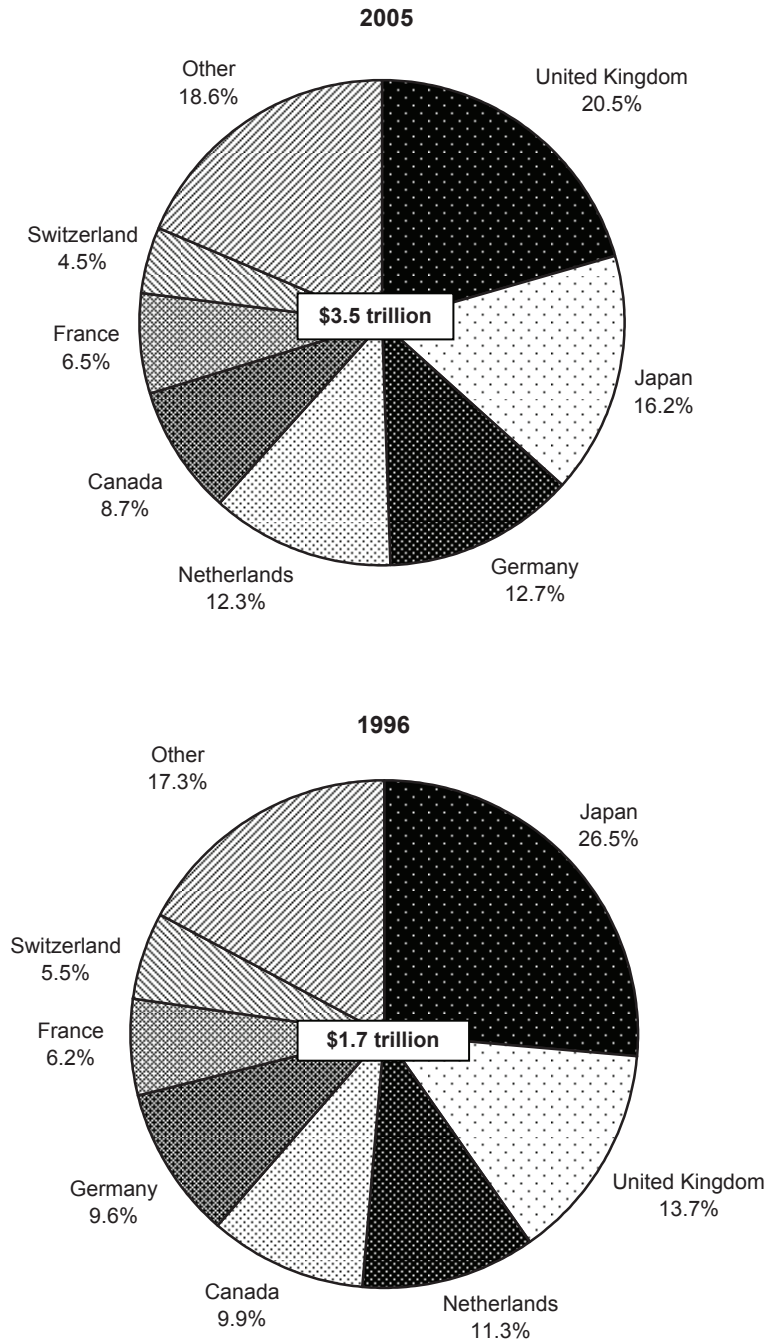 2005
Other
18.6%
United Kingdom
20.5%
Switzerland
4.5%
$3.5 trillion
France
6.5%
Japan
16.2%
Canada
8.7%
Netherlands
12.3%
Germany
12.7%
1996
Other
17.3%
Japan
26.5%
Switzerland
5.5%
France
6.2%
$1.7 trillion
Germany
9.6%
United Kingdom
13.7%
Canada
9.9%
Netherlands
11.3%